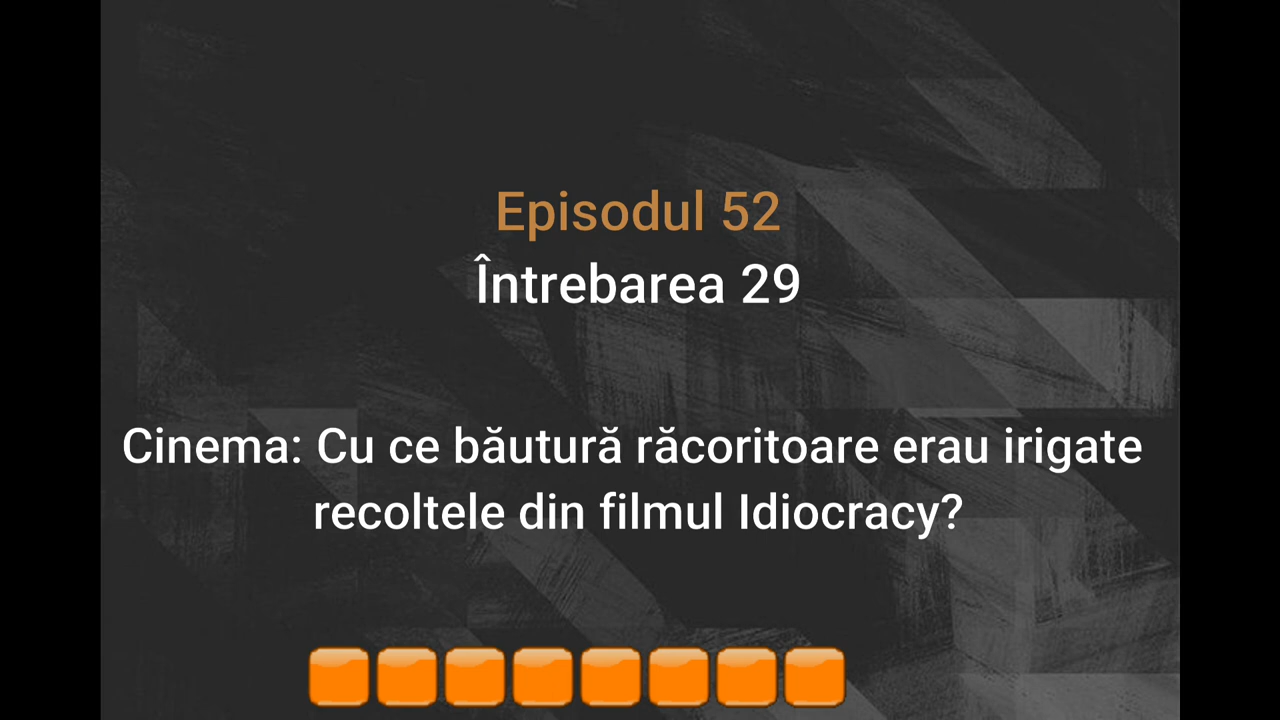 Episodul 52
Întrebarea 29
Cinema: Cu ce băutură răcoritoare erau irigate
recoltele din filmul Idiocracy?